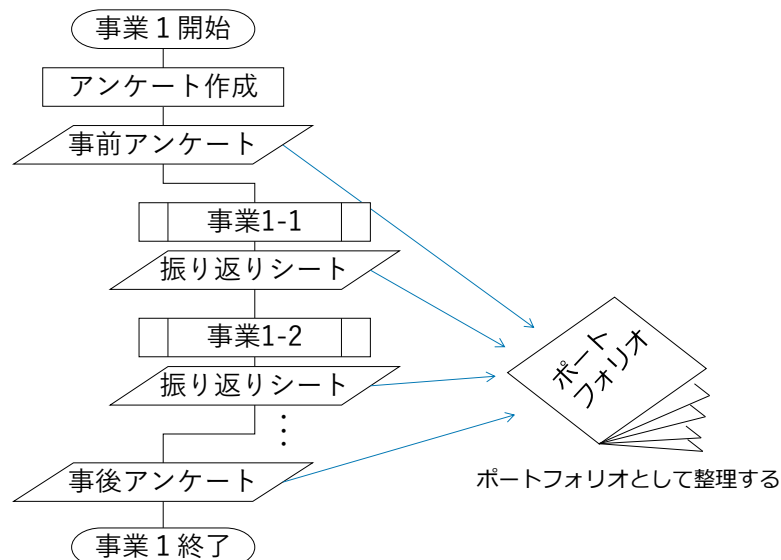 事業１開始
アンケート作成
事前アンケート
事業1-1
振り返りシート
事業1-2
振り返りシート
⋮
事後アンケート
事業１終了
ポート
フォリオ
ポートフォリオとして整理する